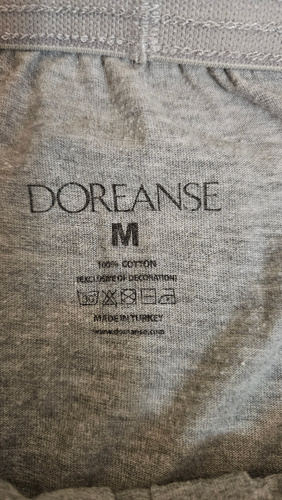 DOREANSE
M
100% COTTON
(EXCLUSIVE OF DECORATION)
MADE IN TURKEY
www.doreanse.com